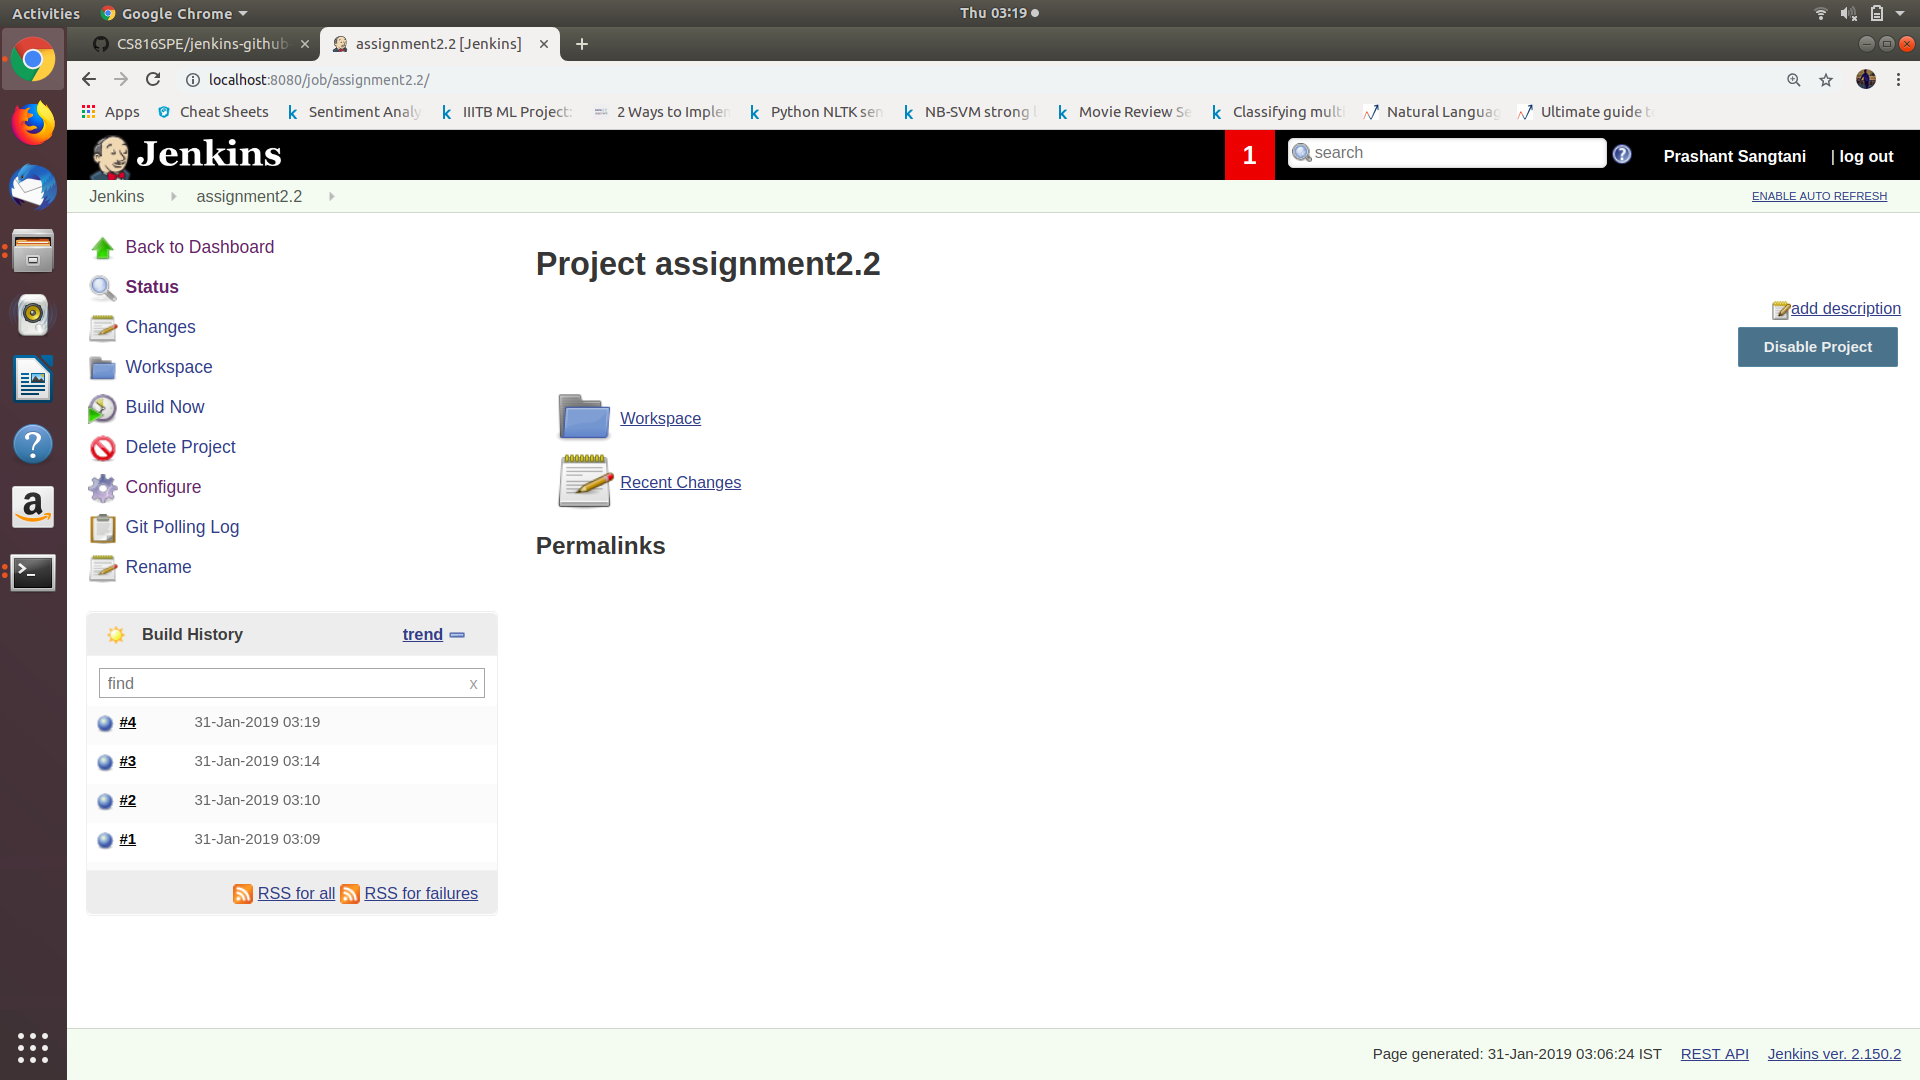 Activities
Google Chrome
Thu 03:19
CS816SPE/jenkins-github
assignment2.2 [Jenkins]
localhost:8080/job/assignment2.2/
Apps
Cheat Sheets
Sentiment Analy
IIITB ML Project:
2 Ways to Implen
Python NLTK sen
NB-SVM strong
Movie Review Se
Classifying multi
Natural Languag
Ultimate guide t
Jenkins
1
search
Prashant Sangtani
| log out
Jenkins
assignment2.2
ENABLE AUTO REFRESH
Back to Dashboard
Status
Changes
Workspace
Build Now
Delete Project
Configure
Git Polling Log
Rename
Project assignment2.2
add description
Disable Project
Workspace
Recent Changes
Permalinks
Build History
trend
find
x
#4 31-Jan-2019 03:19
#3 31-Jan-2019 03:14
#2 31-Jan-2019 03:10
#1 31-Jan-2019 03:09
RSS for all
RSS for failures
Page generated: 31-Jan-2019 03:06:24 IST
REST API
Jenkins ver. 2.150.2